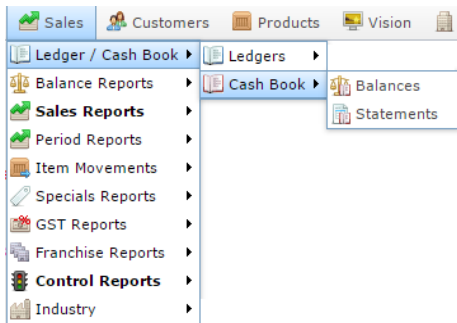 Sales Customers Products Vision
Ledger / Cash Book Ledgers
Balance Reports Cash Book Balances
Sales Reports Statements
Period Reports
Item Movements
Specials Reports
GST Reports
Franchise Reports
Control Reports
Industry